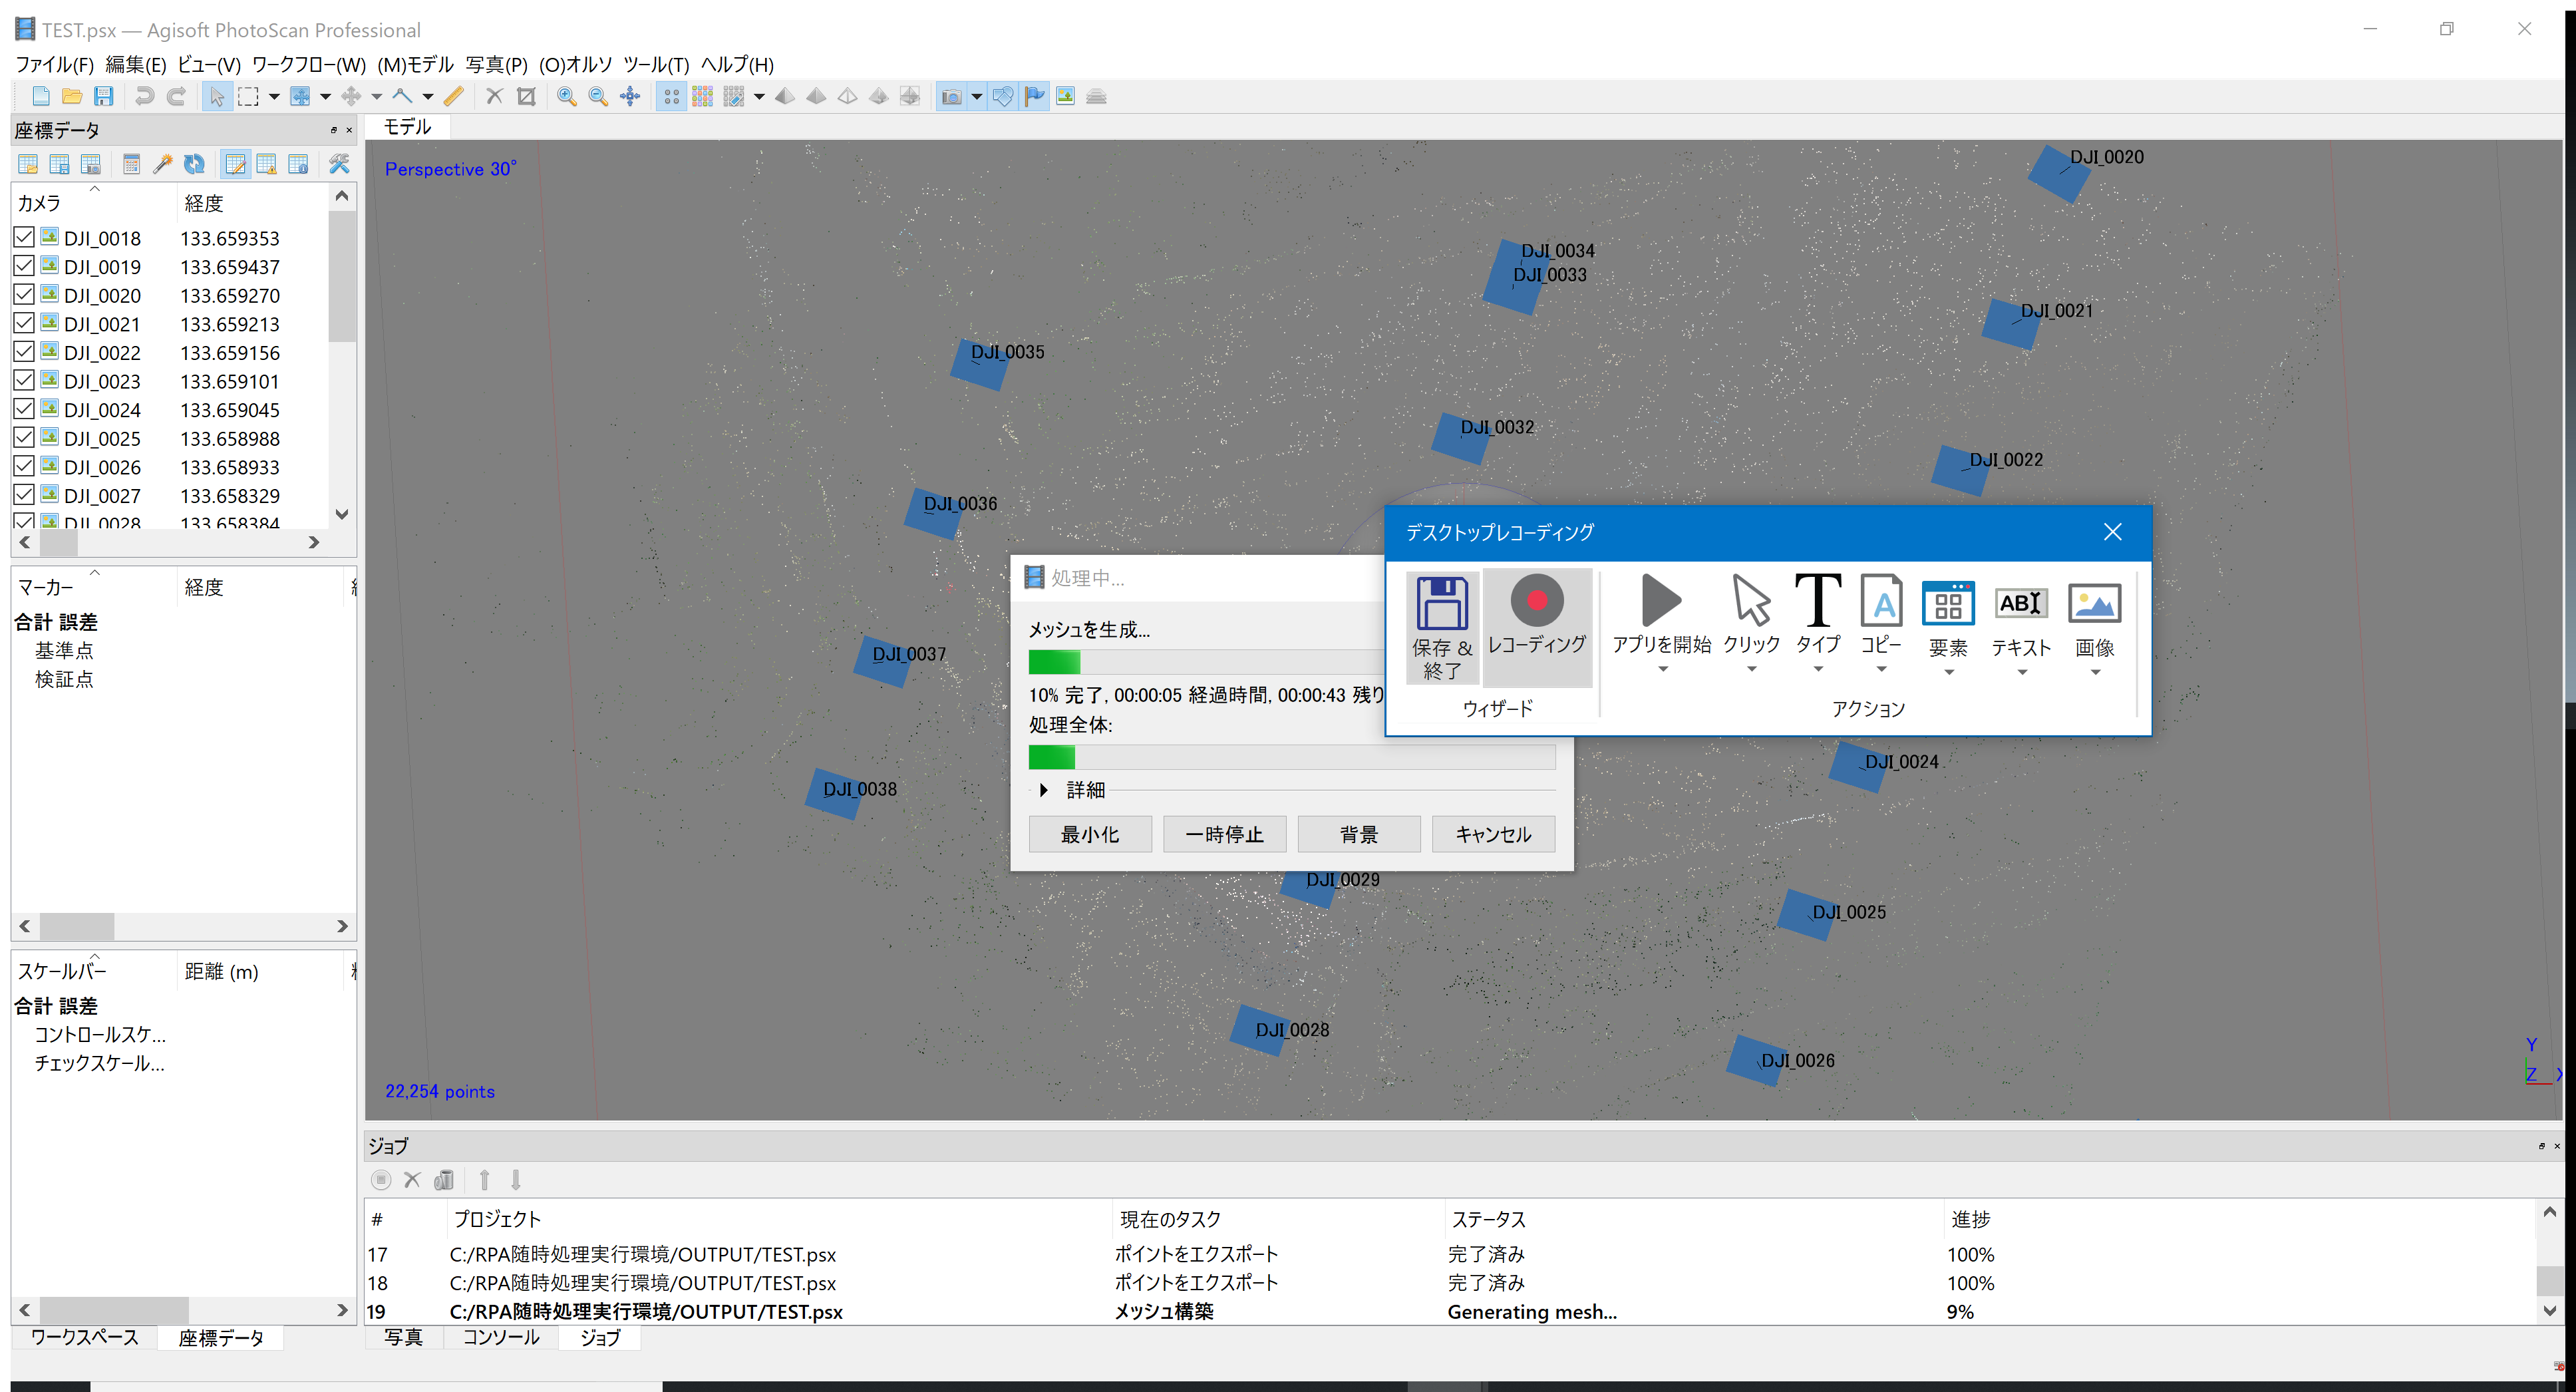 TEST.psx — Agisoft PhotoScan Professional
ファイル(F) 編集(E) ビュー(V) ワークフロー(W) (M)モデル 写真(P) (O)オルソ ツール(T) ヘルプ(H)
座標データ
カメラ 経度
DJI_0018 133.659353
DJI_0019 133.659437
DJI_0020 133.659270
DJI_0021 133.659213
DJI_0022 133.659156
DJI_0023 133.659101
DJI_0024 133.659045
DJI_0025 133.658988
DJI_0026 133.658933
DJI_0027 133.658329
DJI_0028 133.658384
マーカー 経度
合計 誤差
基準点
検証点
スケールバー 距離 (m)
合計 誤差
コントロールスケ...
チェックスケール...
ワークスペース 座標データ
モデル
Perspective 30°
DJI_0020
DJI_0034
DJI_0033
DJI_0021
DJI_0035
DJI_0032
DJI_0022
DJI_0036
DJI_0037
DJI_0024
DJI_0038
DJI_0029
DJI_0025
DJI_0028
DJI_0026
22,254 points
Y
Z X
処理中...
メッシュを生成...
10% 完了, 00:00:05 経過時間, 00:00:43 残り
処理全体:
詳細
最小化 一時停止 背景 キャンセル
デスクトップレコーディング
保存 &
終了
レコーディング
アプリを開始 クリック タイプ コピー 要素 テキスト 画像
T A ABI
ウィザード アクション
ジョブ
# プロジェクト 現在のタスク ステータス 進捗
17 C:/RPA随時処理実行環境/OUTPUT/TEST.psx ポイントをエクスポート 完了済み 100%
18 C:/RPA随時処理実行環境/OUTPUT/TEST.psx ポイントをエクスポート 完了済み 100%
19 C:/RPA随時処理実行環境/OUTPUT/TEST.psx メッシュ構築 Generating mesh... 9%
写真 コンソール ジョブ